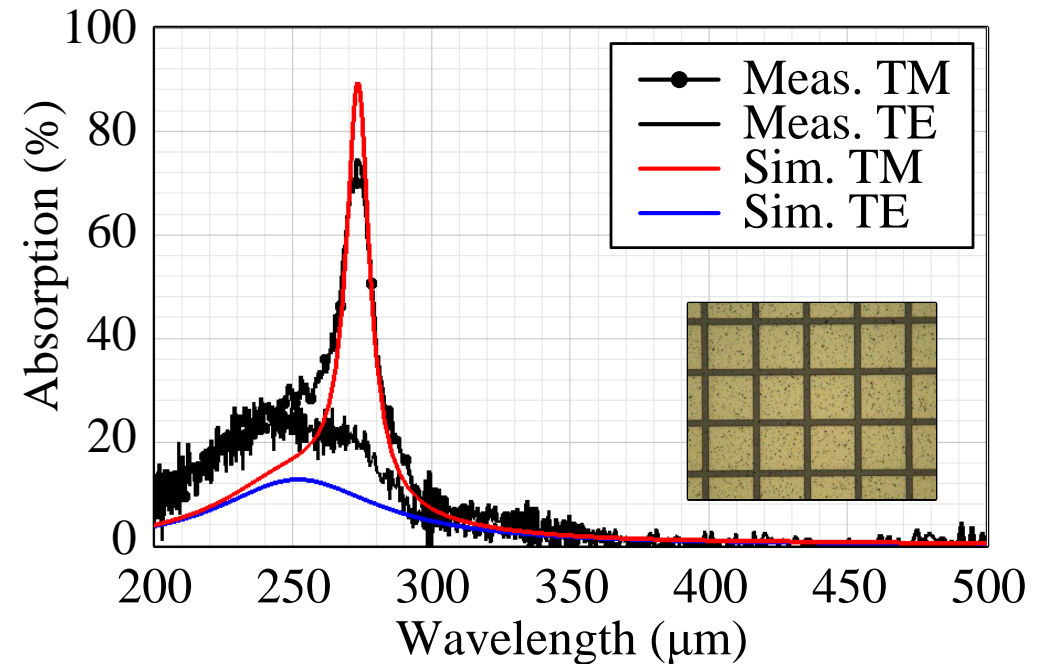 100
80
60
40
20
0
Absorption (%)
Meas. TM
Meas. TE
Sim. TM
Sim. TE
200 250 300 350 400 450 500
Wavelength (μm)